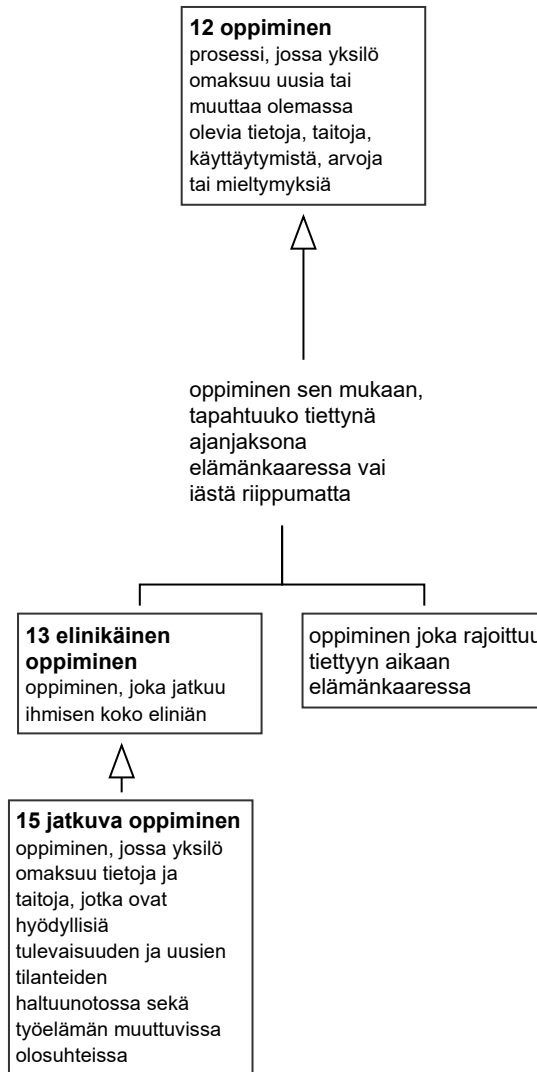 12 oppiminen
prosessi, jossa yksilö
omaksuu uusia tai
muuttaa olemassa
olevia tietoja, taitoja,
käyttäytymistä, arvoja
tai mieltymyksiä
oppiminen sen mukaan,
tapahtuuko tiettynä
ajanjaksona
elämänkaaressa vai
iästä riippumatta
13 elinikäinen
oppiminen
oppiminen, joka jatkuu
ihmisen koko eliniän
oppiminen joka rajoittuu
tiettyyn aikaan
elämänkaaressa
15 jatkuva oppiminen
oppiminen, jossa yksilö
omaksuu tietoja ja
taitoja, jotka ovat
hyödyllisiä
tulevaisuuden ja uusien
tilanteiden
haltuunotossa sekä
työelämän muuttuvissa
olosuhteissa